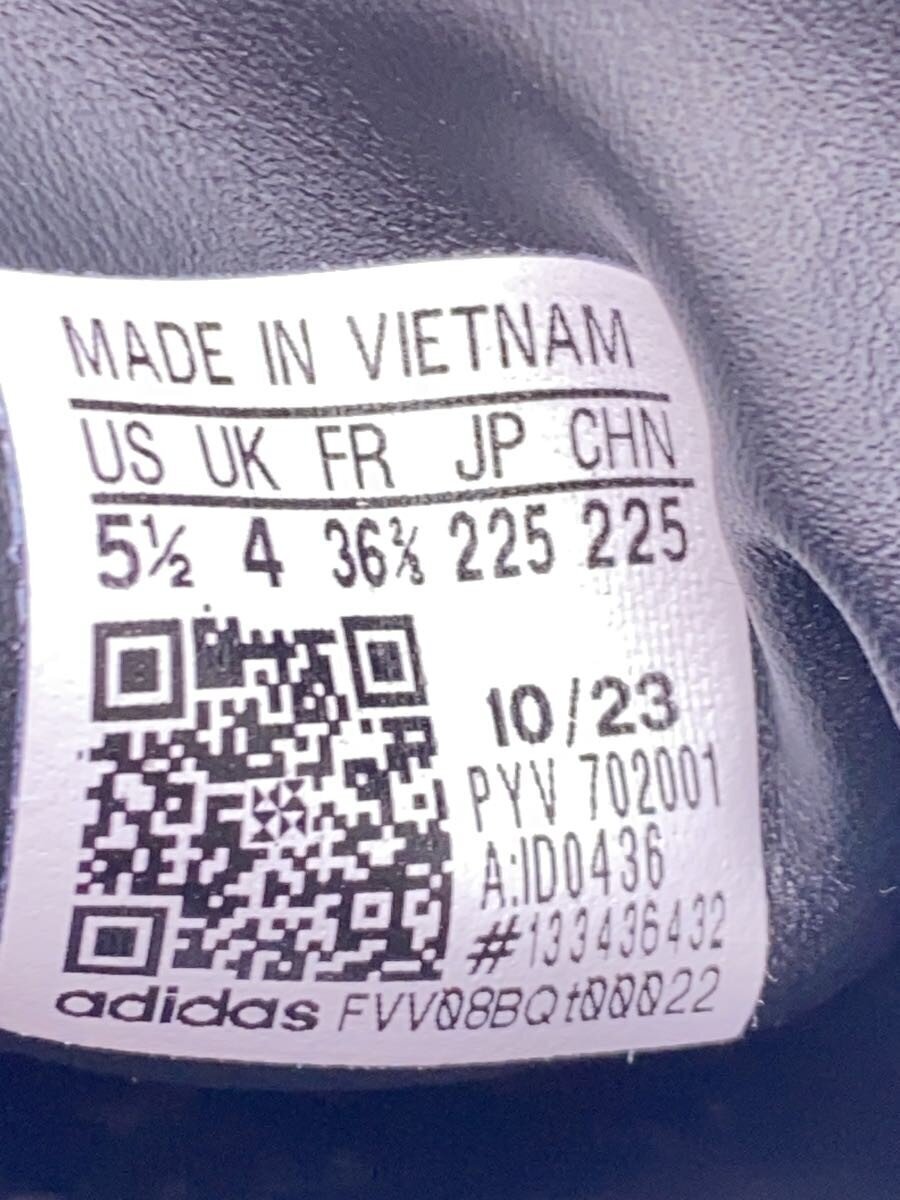 MADE IN VIETNAM
US UK FR JP CHN
5½ 4 36⅔ 225 225
10/23
PYV 702001
A:ID0436
#133436432
adidas FVV08BQt00022